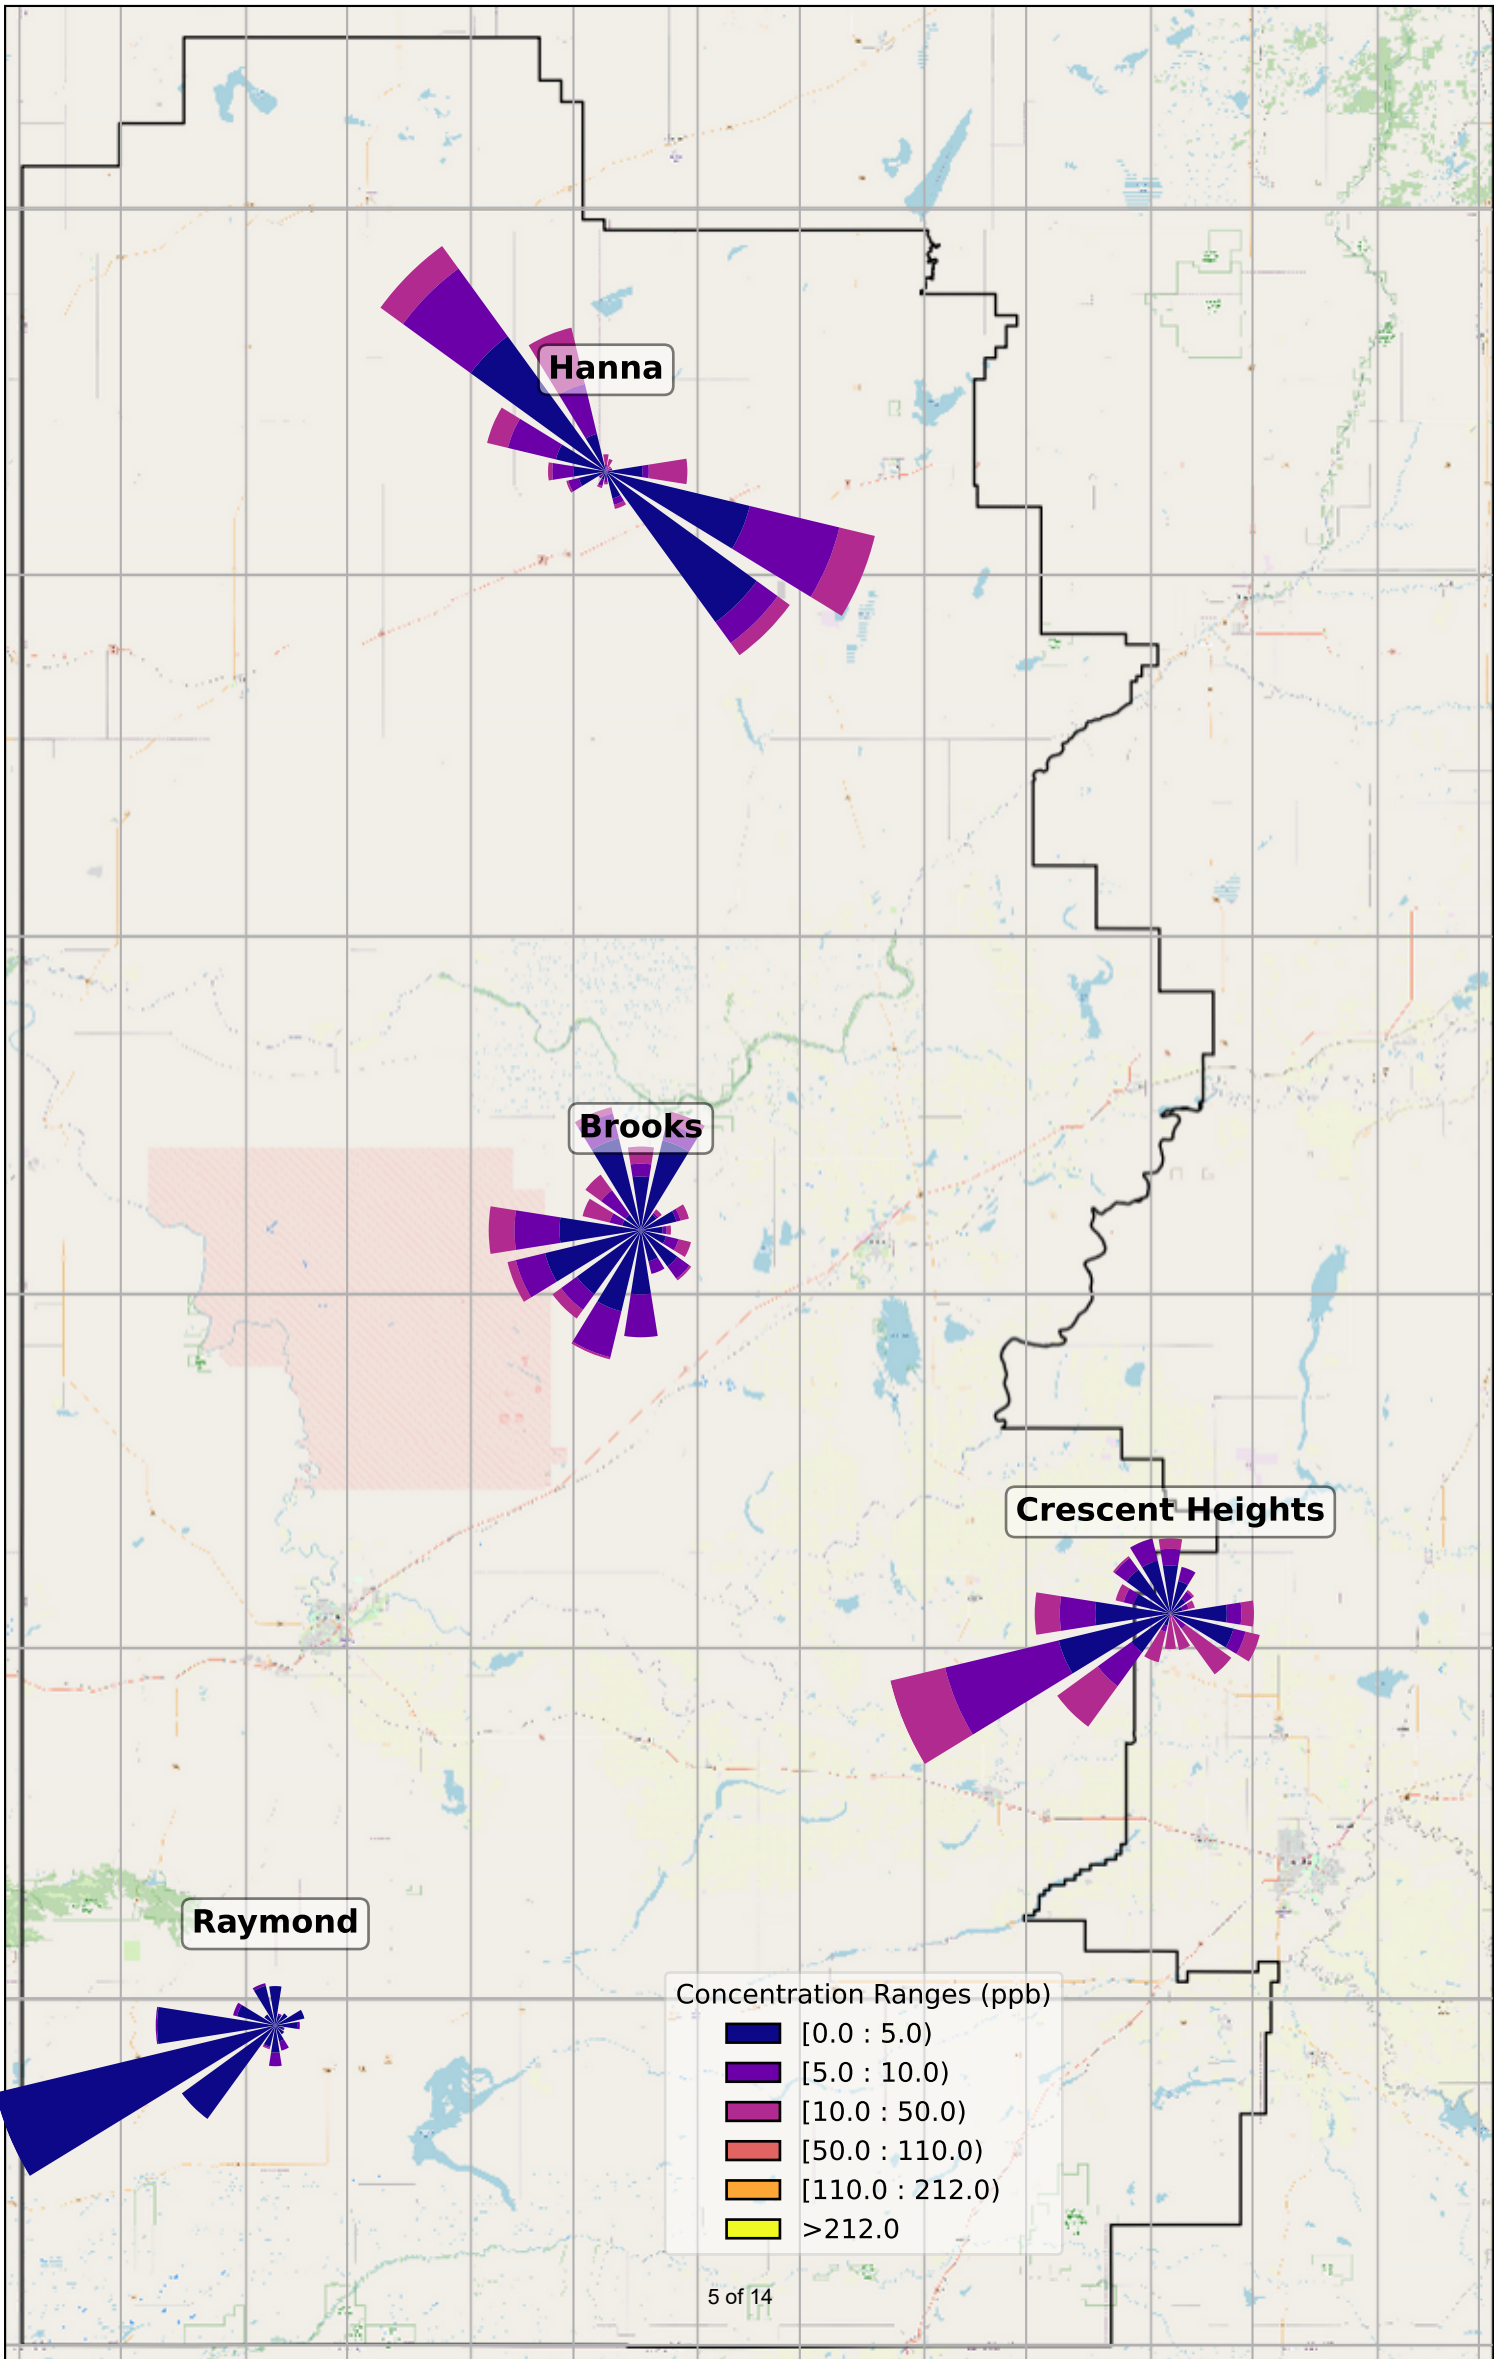 Hanna
Brooks
Crescent Heights
Raymond
Concentration Ranges (ppb)
[0.0 : 5.0)
[5.0 : 10.0)
[10.0 : 50.0)
[50.0 : 110.0)
[110.0 : 212.0)
>212.0
5 of 14